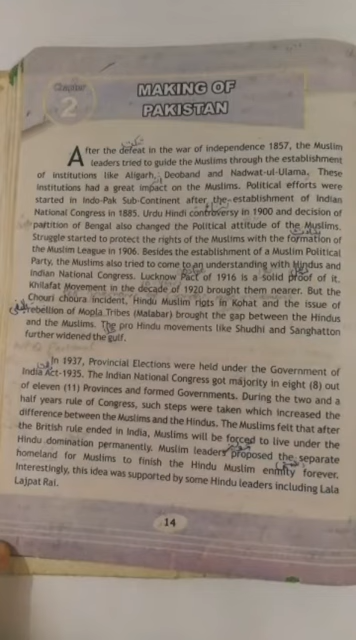 Chapter
2
MAKING OF
PAKISTAN
After the defeat in the war of independence 1857, the Muslim
leaders tried to guide the Muslims through the establishment
of institutions like Aligarh, Deoband and Nadwat-ul-Ulama. These
institutions had a great impact on the Muslims. Political efforts were
started in Indo-Pak Sub-Continent after the establishment of Indian
National Congress in 1885. Urdu Hindi controversy in 1900 and decision of
partition of Bengal also changed the Political attitude of the Muslims.
Struggle started to protect the rights of the Muslims with the formation of
the Muslim League in 1906. Besides the establishment of a Muslim Political
Party, the Muslims also tried to come to an understanding with Hindus and
Indian National Congress. Lucknow Pact of 1916 is a solid proof of it.
Khilafat Movement in the decade of 1920 brought them nearer. But the
Chouri choura incident, Hindu Muslim riots in Kohat and the issue of
rebellion of Mopla Tribes (Malabar) brought the gap between the Hindus
and the Muslims. The pro Hindu movements like Shudhi and Sanghatton
further widened the gulf.
In 1937, Provincial Elections were held under the Government of
India Act-1935. The Indian National Congress got majority in eight (8) out
of eleven (11) Provinces and formed Governments. During the two and a
half years rule of Congress, such steps were taken which increased the
difference between the Muslims and the Hindus. The Muslims felt that after
the British rule ended in India, Muslims will be forced to live under the
Hindu domination permanently. Muslim leaders proposed the separate
homeland for Muslims to finish the Hindu Muslim enmity forever.
Interestingly, this idea was supported by some Hindu leaders including Lala
Lajpat Rai.
14